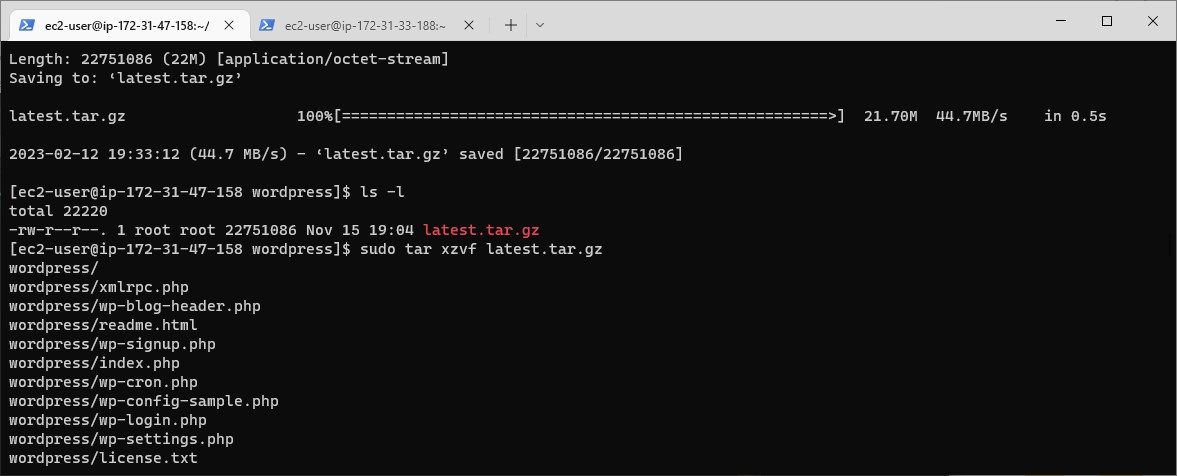 ec2-user@ip-172-31-47-158:~/
ec2-user@ip-172-31-33-188:~
Length: 22751086 (22M) [application/octet-stream]
Saving to: ‘latest.tar.gz’
latest.tar.gz 100%[======================================================>] 21.70M 44.7MB/s in 0.5s
2023-02-12 19:33:12 (44.7 MB/s) - ‘latest.tar.gz’ saved [22751086/22751086]
[ec2-user@ip-172-31-47-158 wordpress]$ ls -l
total 22220
-rw-r--r--. 1 root root 22751086 Nov 15 19:04 latest.tar.gz
[ec2-user@ip-172-31-47-158 wordpress]$ sudo tar xzvf latest.tar.gz
wordpress/
wordpress/xmlrpc.php
wordpress/wp-blog-header.php
wordpress/readme.html
wordpress/wp-signup.php
wordpress/index.php
wordpress/wp-cron.php
wordpress/wp-config-sample.php
wordpress/wp-login.php
wordpress/wp-settings.php
wordpress/license.txt